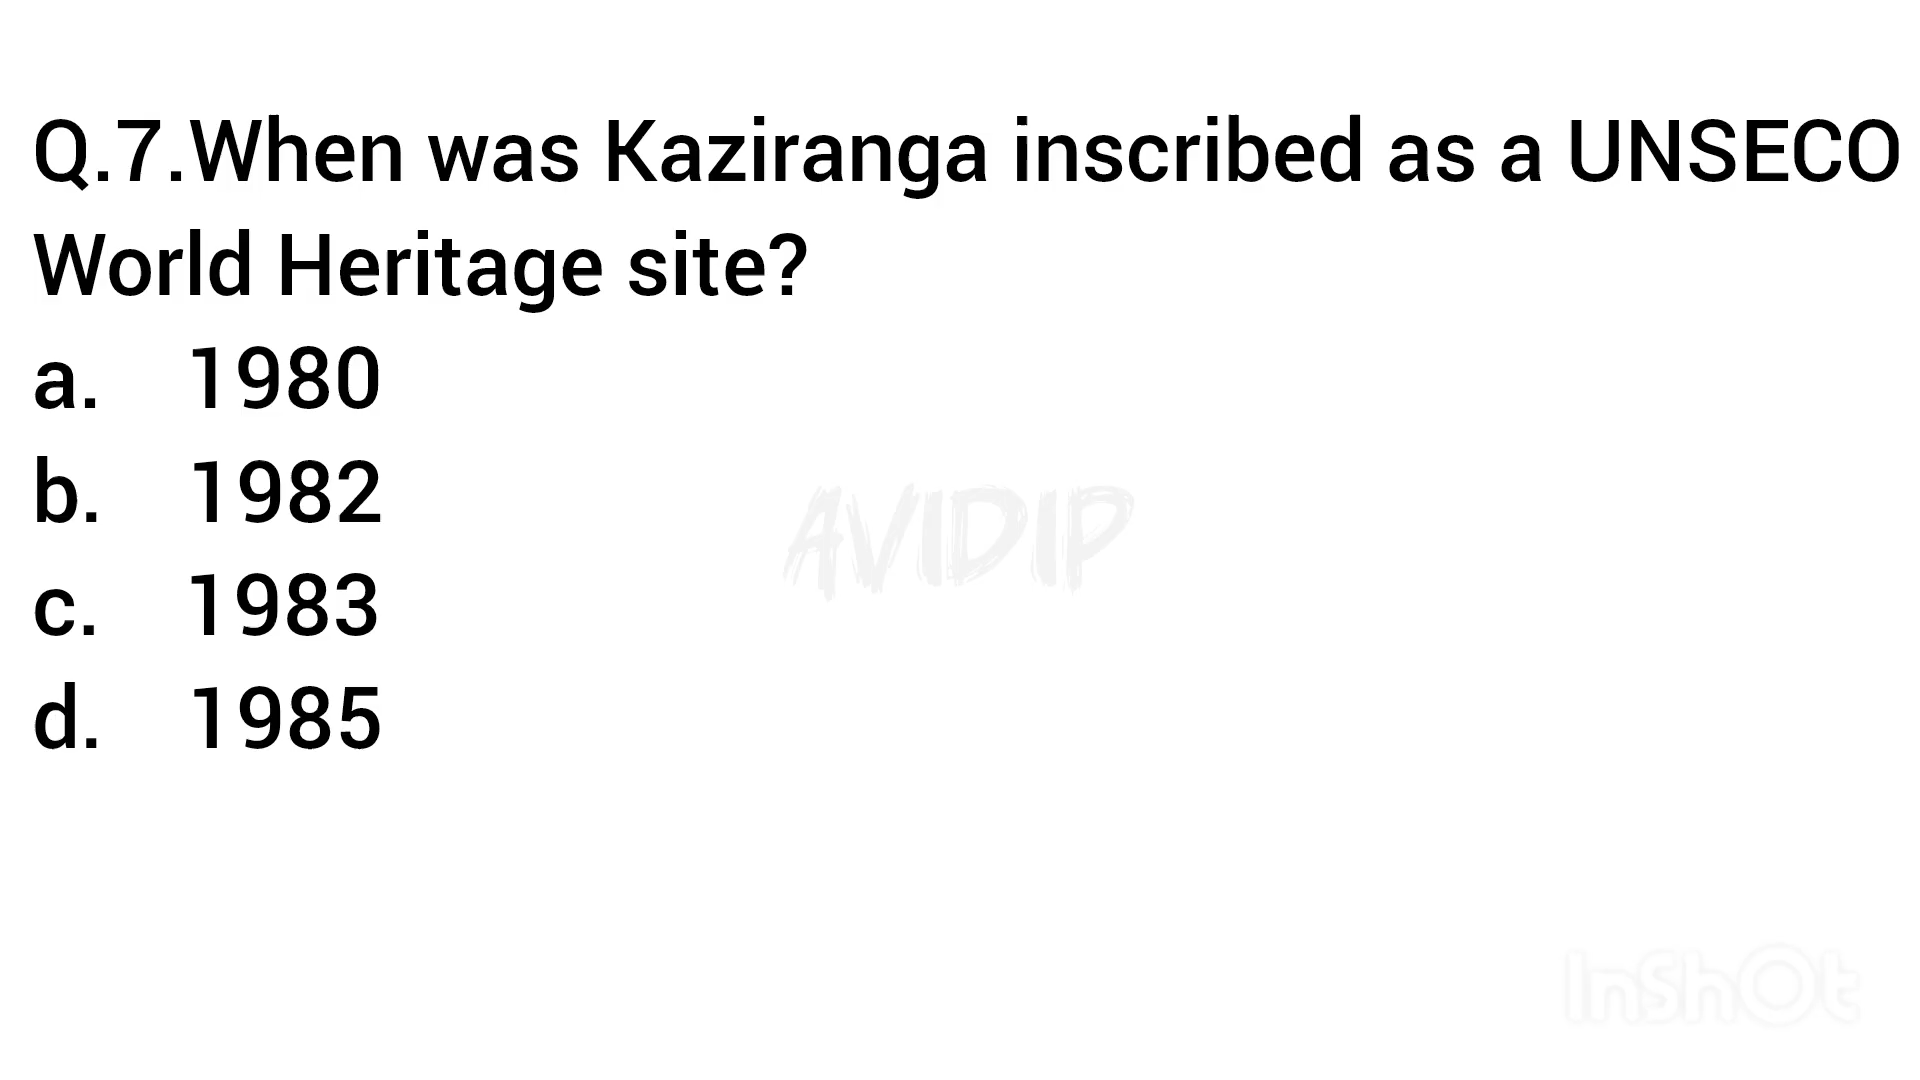 Q.7.When was Kaziranga inscribed as a UNSECO
World Heritage site?
a. 1980
b. 1982
c. 1983
d. 1985
AVIDIP
InShOt